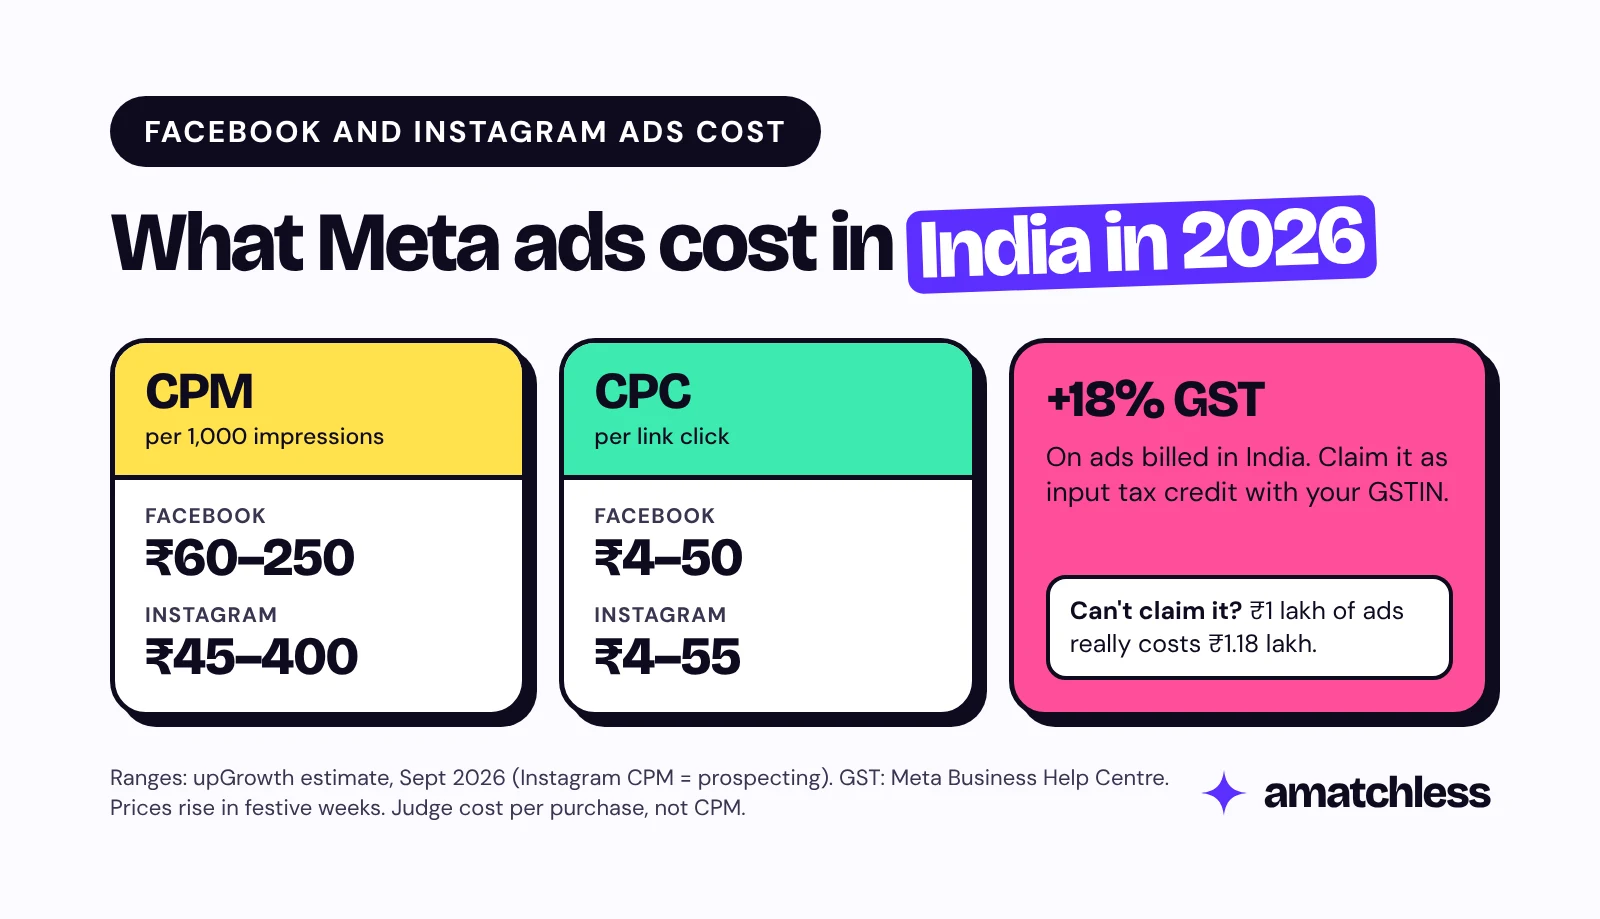 FACEBOOK AND INSTAGRAM ADS COST
What Meta ads cost in India in 2026
CPM
per 1,000 impressions
FACEBOOK
₹60–250
INSTAGRAM
₹45–400
CPC
per link click
FACEBOOK
₹4–50
INSTAGRAM
₹4–55
+18% GST
On ads billed in India. Claim it as
input tax credit with your GSTIN.
Can't claim it? ₹1 lakh of ads
really costs ₹1.18 lakh.
Ranges: upGrowth estimate, Sept 2026 (Instagram CPM = prospecting). GST: Meta Business Help Centre.
Prices rise in festive weeks. Judge cost per purchase, not CPM.
amatchless